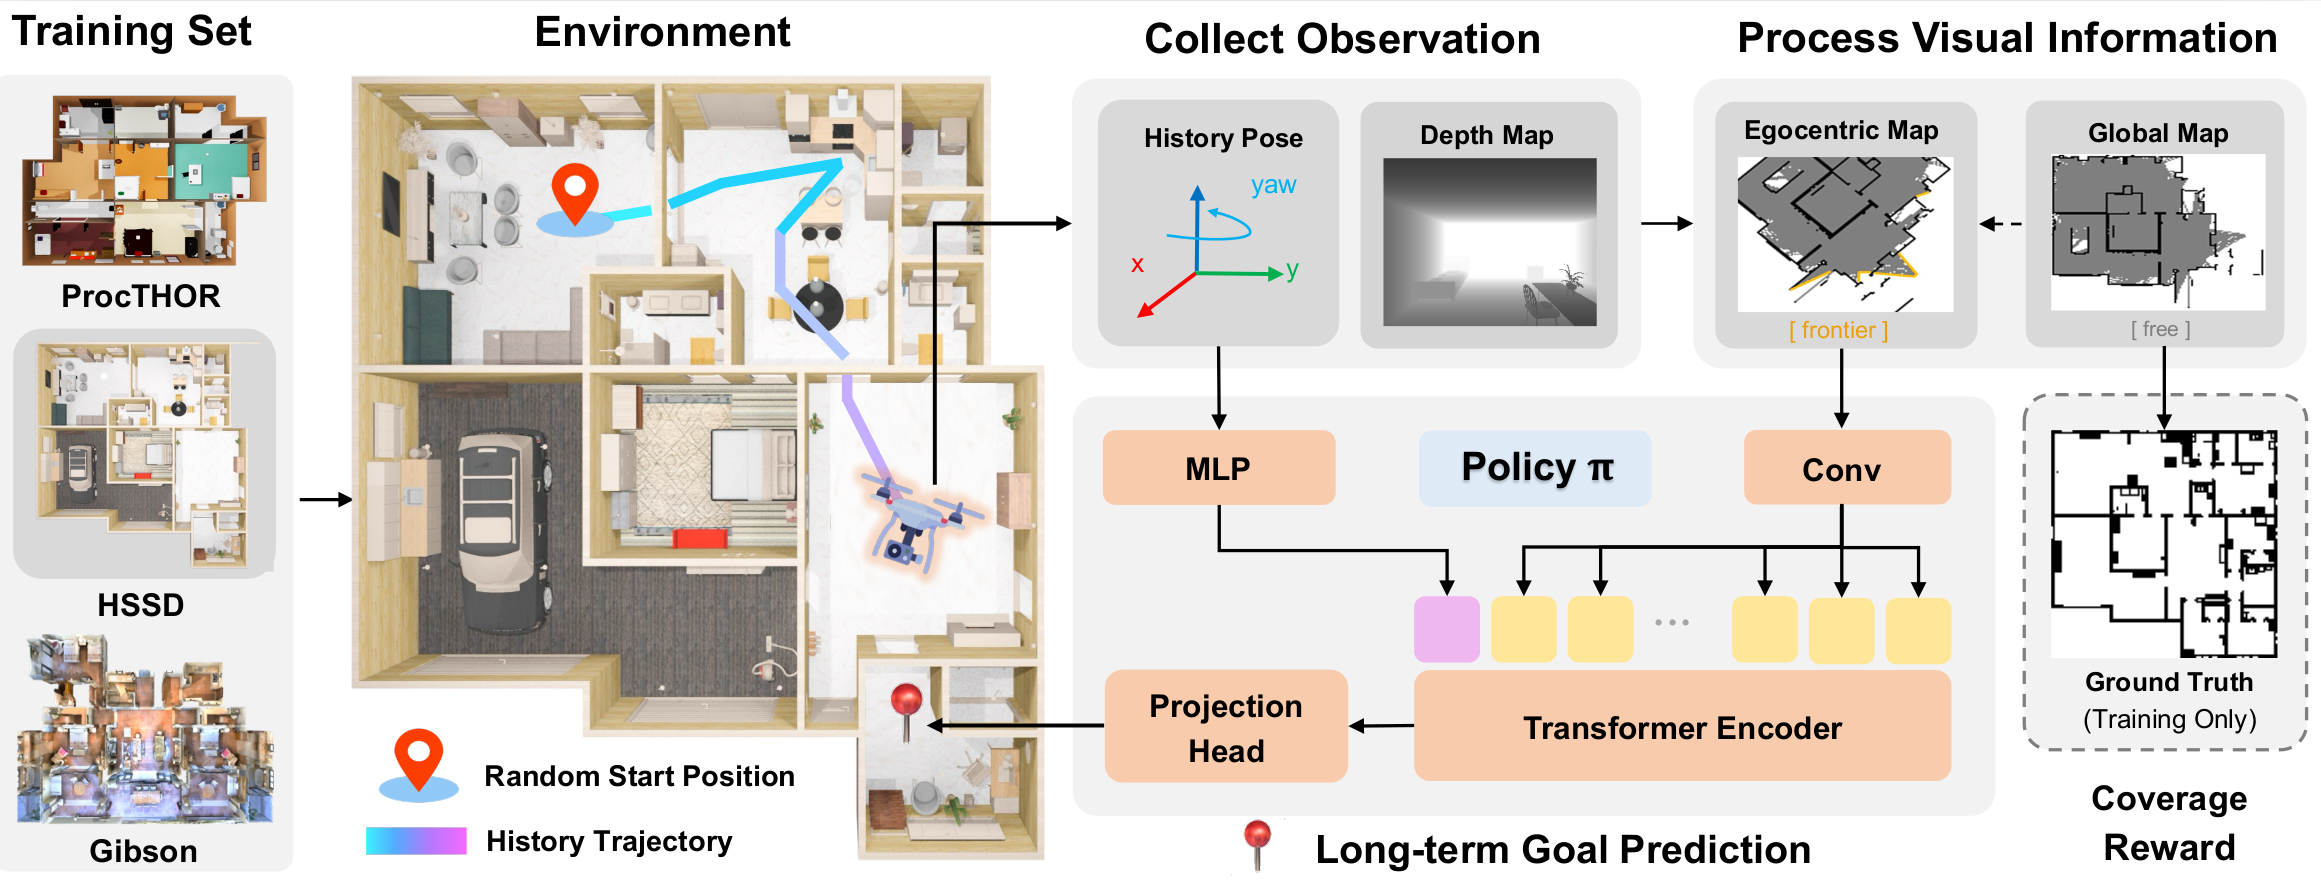 Training Set
ProcTHOR
HSSD
Gibson
Environment
Random Start Position
History Trajectory
Collect Observation
History Pose
yaw
x
y
Depth Map
Process Visual Information
Egocentric Map
[ frontier ]
Global Map
[ free ]
MLP
Policy π
Conv
...
Projection
Head
Transformer Encoder
Long-term Goal Prediction
Ground Truth
(Training Only)
Coverage
Reward